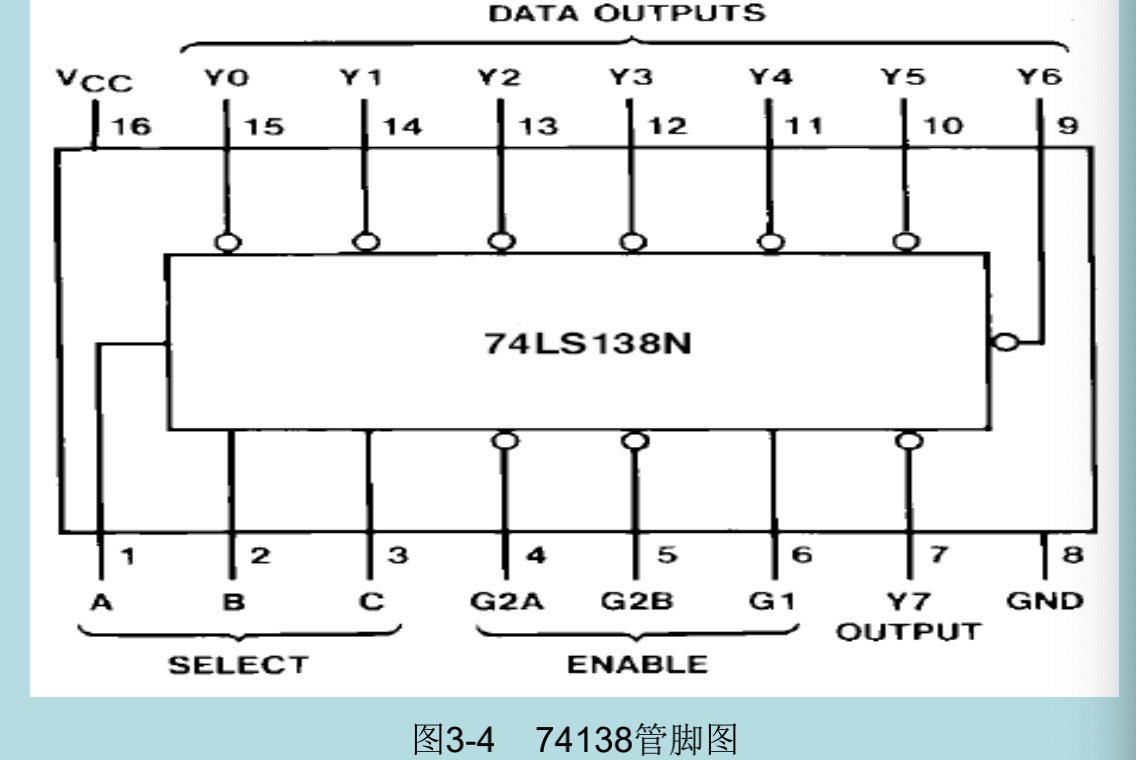 DATA OUTPUTS
VCC Y0 Y1 Y2 Y3 Y4 Y5 Y6
16 15 14 13 12 11 10 9
74LS138N
1 2 3 4 5 6 7 8
A B C G2A G2B G1 Y7 GND
OUTPUT
SELECT ENABLE
图3-4 74138管脚图